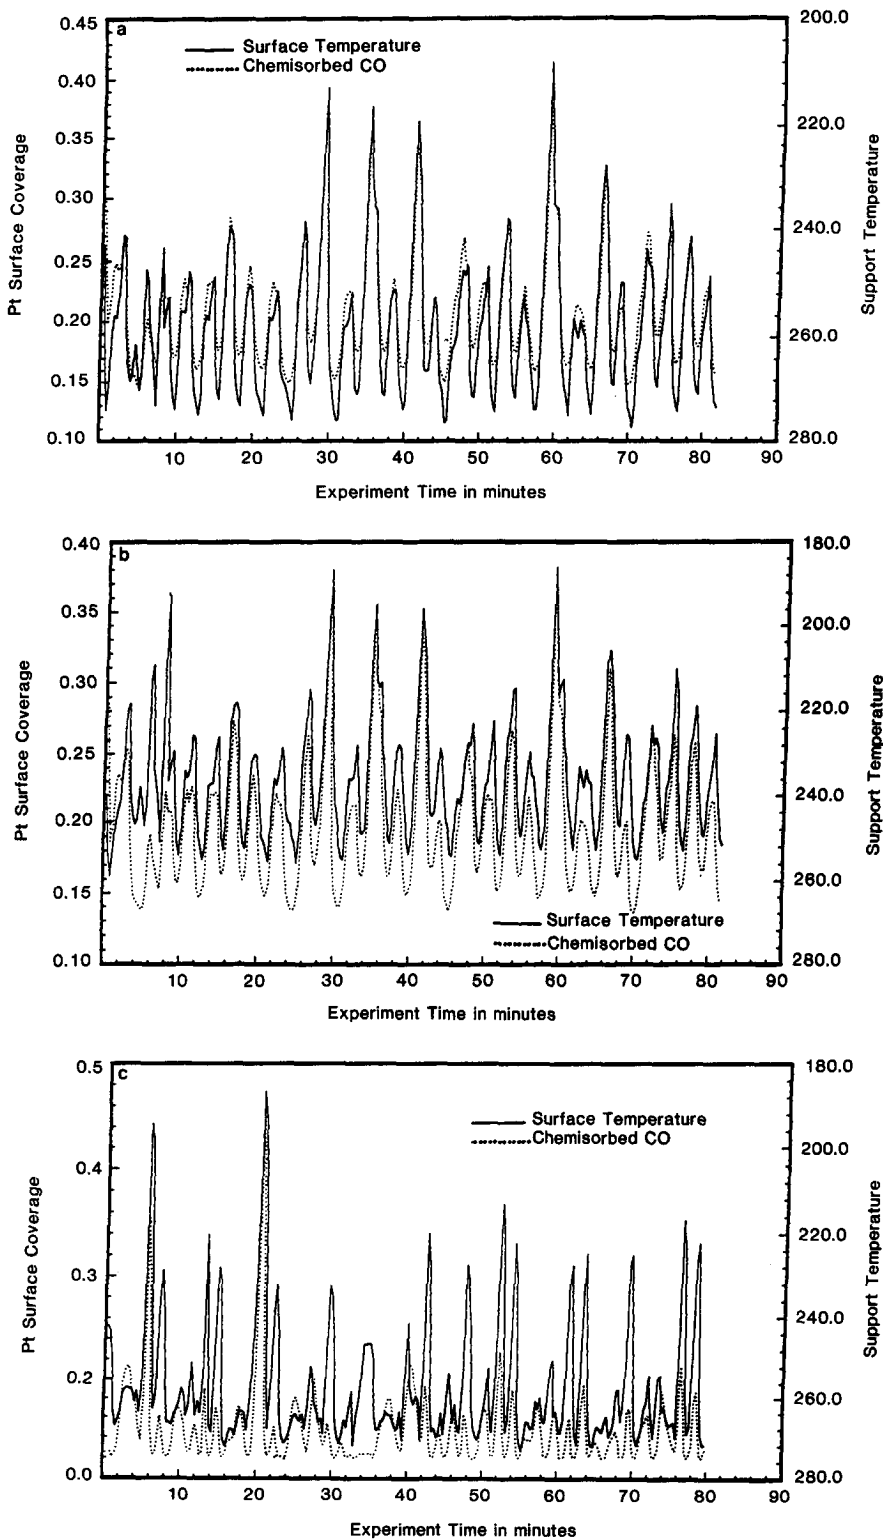 a
Surface Temperature
Chemisorbed CO
0.45
0.40
0.35
0.30
0.25
0.20
0.15
0.10
Pt Surface Coverage
200.0
220.0
240.0
260.0
280.0
Support Temperature
10 20 30 40 50 60 70 80 90
Experiment Time in minutes
b
0.40
0.35
0.30
0.25
0.20
0.15
0.10
Pt Surface Coverage
180.0
200.0
220.0
240.0
260.0
280.0
Support Temperature
Surface Temperature
Chemisorbed CO
10 20 30 40 50 60 70 80 90
Experiment Time in minutes
c
0.5
0.4
0.3
0.2
0.0
Pt Surface Coverage
Surface Temperature
Chemisorbed CO
180.0
200.0
220.0
240.0
260.0
280.0
Support Temperature
10 20 30 40 50 60 70 80 90
Experiment Time in minutes